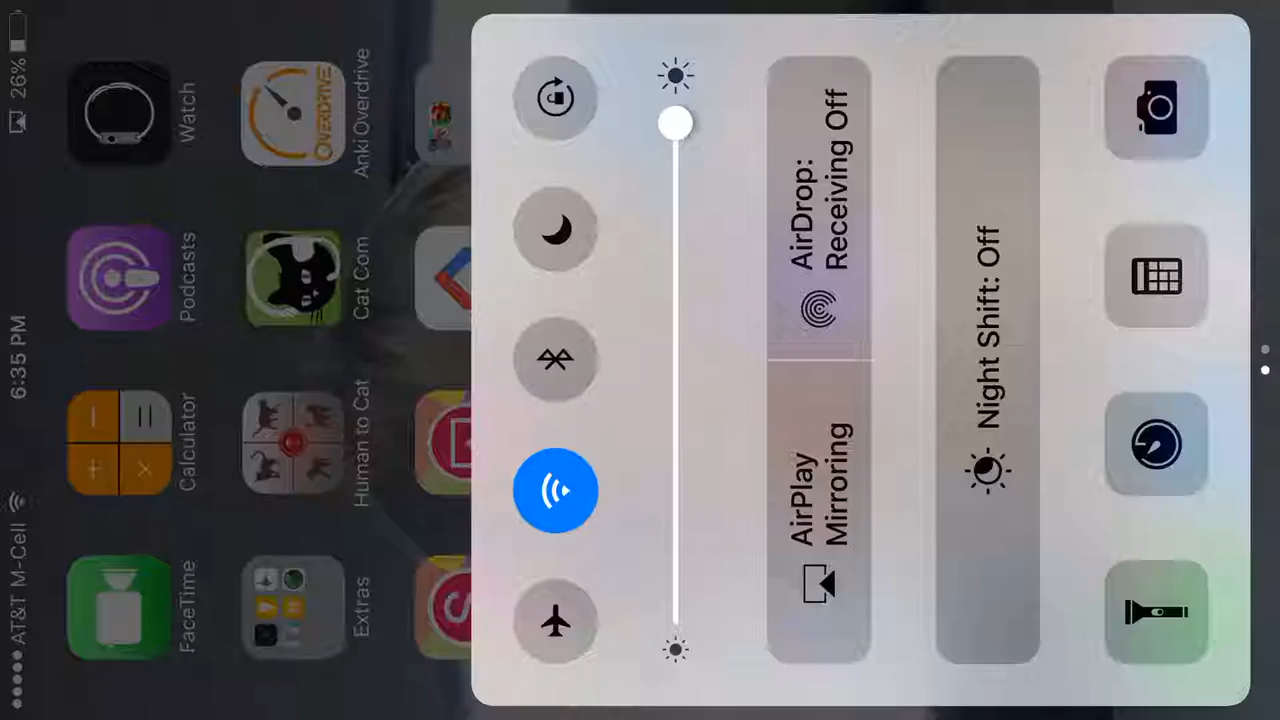 AT&T M-Cell
6:35 PM
26%
FaceTime
Calculator
Podcasts
Watch
OVERDRIVE
Extras
Human to Cat
Cat Com
Anki Overdrive
AirPlay
Mirroring
AirDrop:
Receiving Off
Night Shift: Off